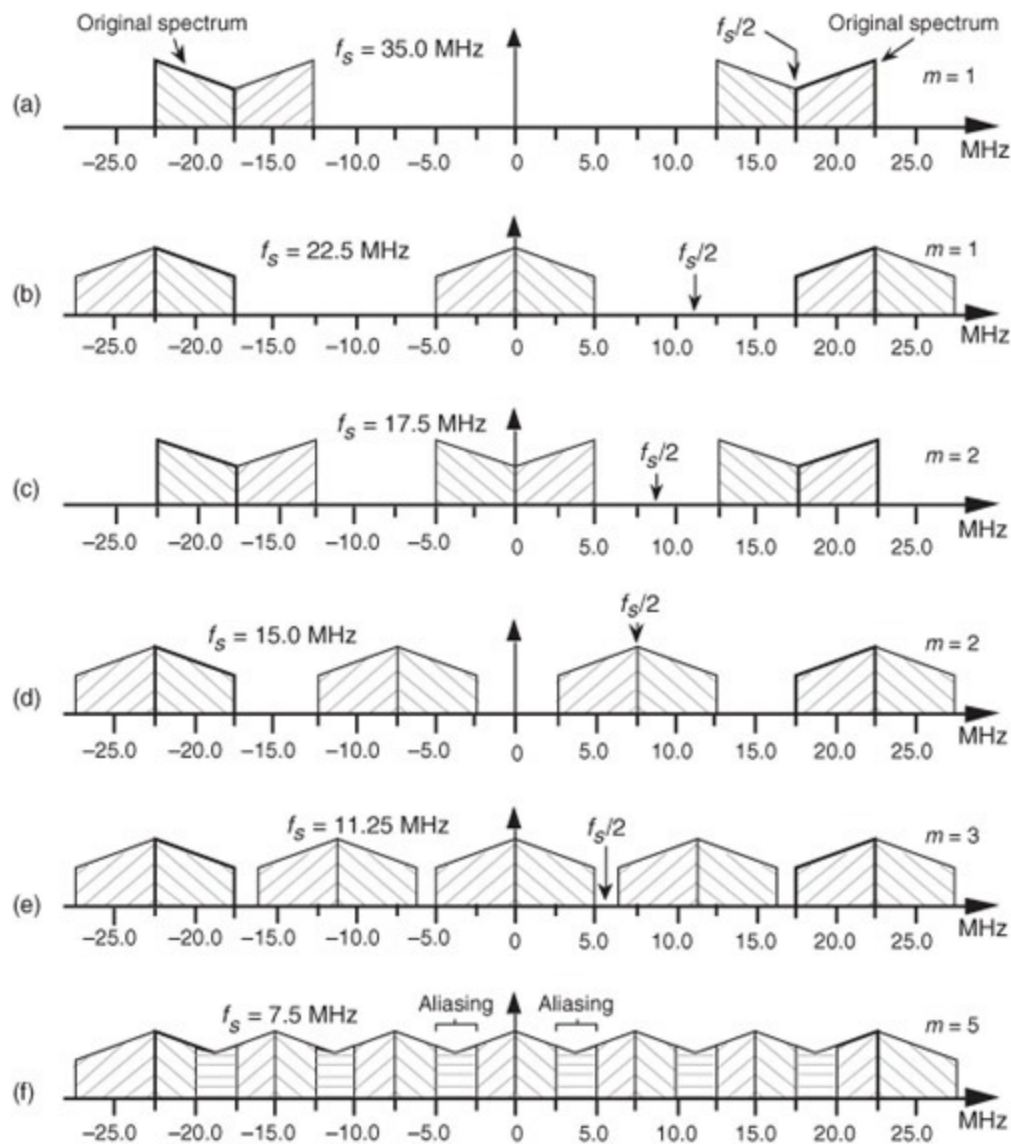 Original spectrum
fs = 35.0 MHz
fs/2
Original spectrum
m = 1
(a)
–25.0 –20.0 –15.0 –10.0 –5.0 0 5.0 10.0 15.0 20.0 25.0 MHz
fs = 22.5 MHz
fs/2
m = 1
(b)
–25.0 –20.0 –15.0 –10.0 –5.0 0 5.0 10.0 15.0 20.0 25.0 MHz
fs = 17.5 MHz
fs/2
m = 2
(c)
–25.0 –20.0 –15.0 –10.0 –5.0 0 5.0 10.0 15.0 20.0 25.0 MHz
fs = 15.0 MHz
fs/2
m = 2
(d)
–25.0 –20.0 –15.0 –10.0 –5.0 0 5.0 10.0 15.0 20.0 25.0 MHz
fs = 11.25 MHz
fs/2
m = 3
(e)
–25.0 –20.0 –15.0 –10.0 –5.0 0 5.0 10.0 15.0 20.0 25.0 MHz
fs = 7.5 MHz
Aliasing
Aliasing
m = 5
(f)
–25.0 –20.0 –15.0 –10.0 –5.0 0 5.0 10.0 15.0 20.0 25.0 MHz